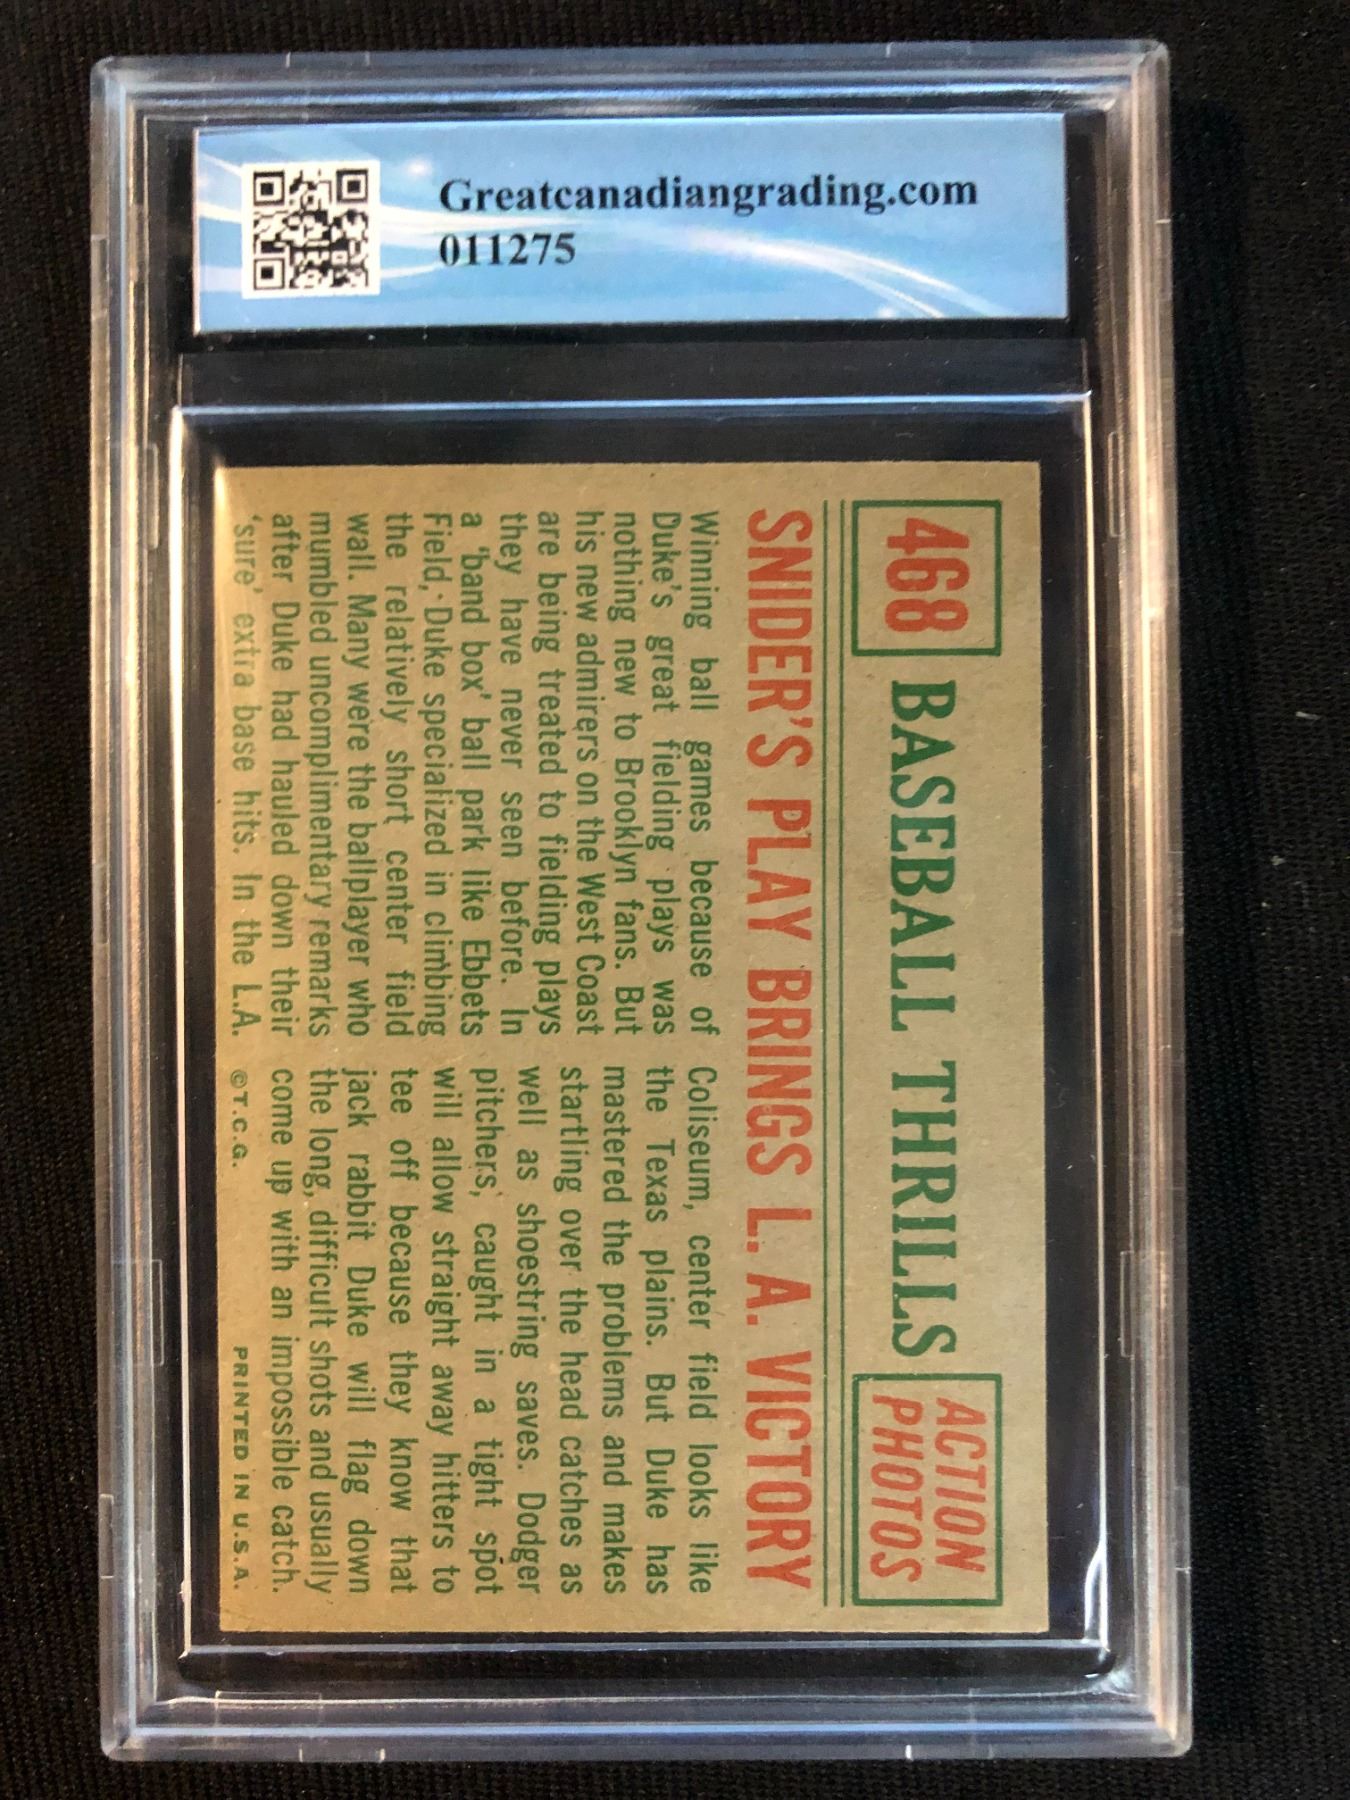 Greatcanadiangrading.com
011275
468
BASEBALL THRILLS
ACTION
PHOTOS
SNIDER'S PLAY BRINGS L. A. VICTORY
Winning ball games because of
Duke's great fielding plays was
nothing new to Brooklyn fans. But
his new admirers on the West Coast
are being treated to fielding plays
they have never seen before. In
a 'band box' ball park like Ebbets
Field, Duke specialized in climbing
the relatively short center field
wall. Many were the ballplayer who
mumbled uncomplimentary remarks
after Duke had hauled down their
'sure' extra base hits. In the L.A.
Coliseum, center field looks like
the Texas plains. But Duke has
mastered the problems and makes
startling over the head catches as
well as shoestring saves. Dodger
pitchers, caught in a tight spot
will allow straight away hitters to
tee off because they know that
jack rabbit Duke will flag down
the long, difficult shots and usually
come up with an impossible catch.
©T.C.G.
PRINTED IN U.S.A.